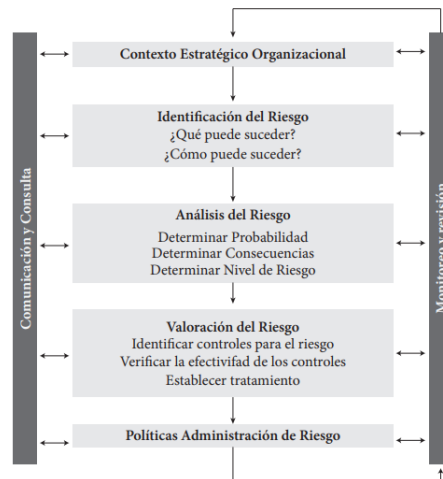 Contexto Estratégico Organizacional
Identificación del Riesgo
¿Qué puede suceder?
¿Cómo puede suceder?
Análisis del Riesgo
Determinar Probabilidad
Determinar Consecuencias
Determinar Nivel de Riesgo
Valoración del Riesgo
Identificar controles para el riesgo
Verificar la efectivifad de los controles
Establecer tratamiento
Políticas Administración de Riesgo
Comunicación y Consulta
Monitoreo y revisión